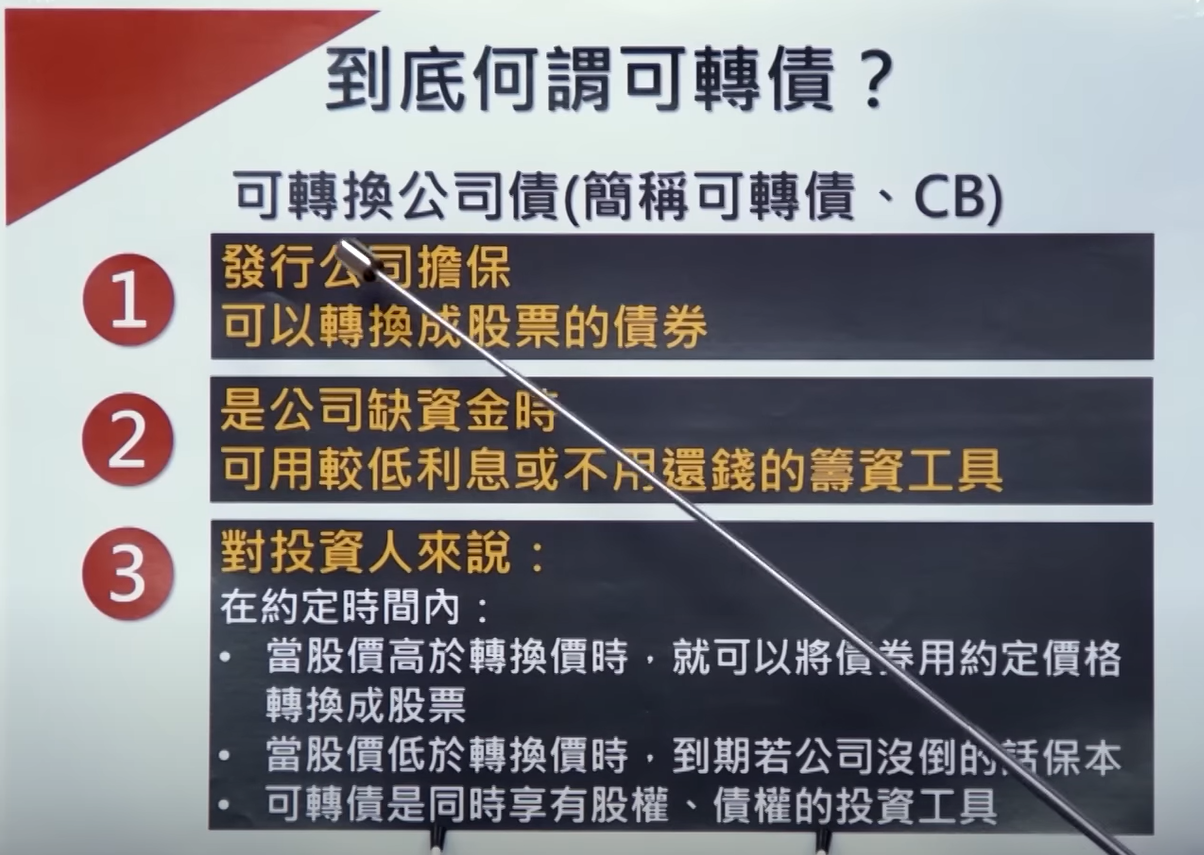 到底何謂可轉債？
可轉換公司債(簡稱可轉債、CB)
1
發行公司擔保
可以轉換成股票的債券
2
是公司缺資金時
可用較低利息或不用還錢的籌資工具
3
對投資人來說：
在約定時間內：
• 當股價高於轉換價時，就可以將債券用約定價格
轉換成股票
• 當股價低於轉換價時，到期若公司沒倒的話保本
• 可轉債是同時享有股權、債權的投資工具